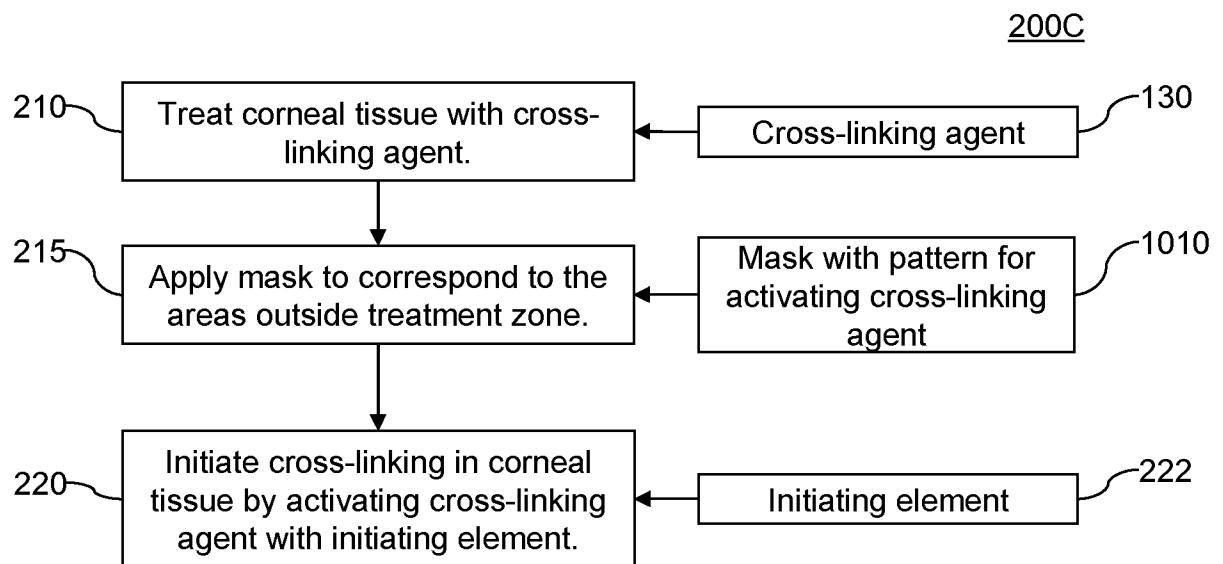 200C
210
Treat corneal tissue with cross-
linking agent.
Cross-linking agent
130
215
Apply mask to correspond to the
areas outside treatment zone.
Mask with pattern for
activating cross-linking
agent
1010
220
Initiate cross-linking in corneal
tissue by activating cross-linking
agent with initiating element.
Initiating element
222